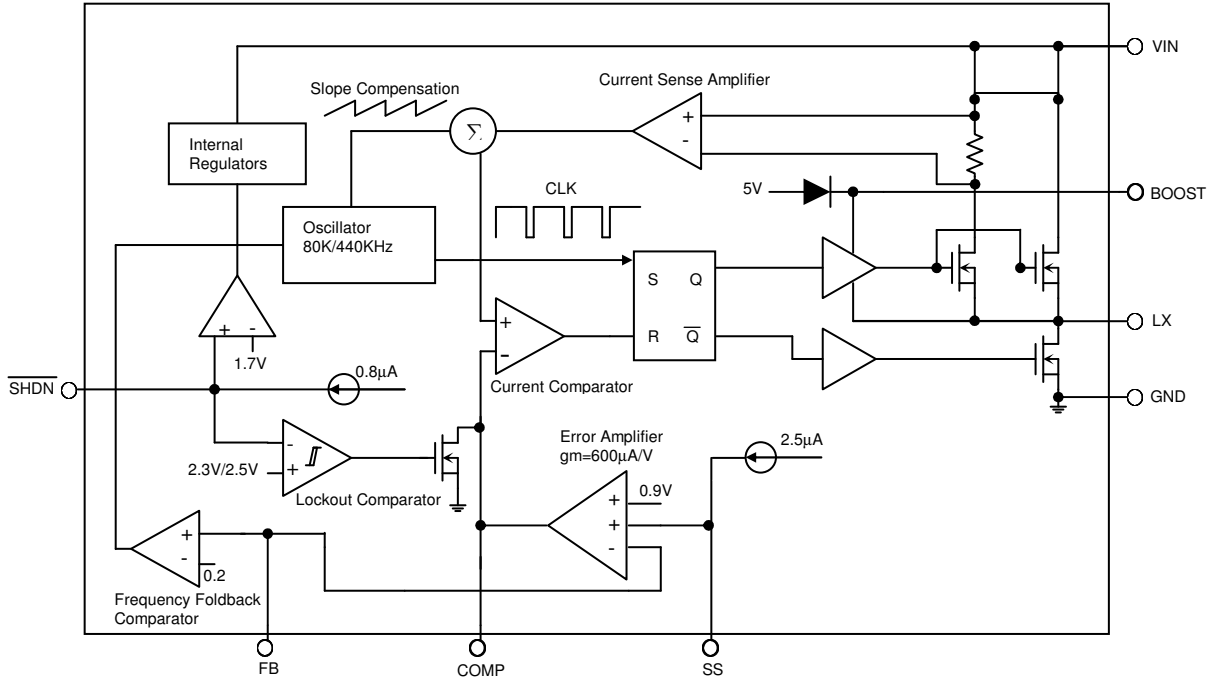 VIN
Current Sense Amplifier
Slope Compensation
+
-
Σ
Internal
Regulators
5V
BOOST
CLK
Oscillator
80K/440KHz
S Q
R Q̅
+
-
1.7V
+
−
Current Comparator
LX
S̅H̅D̅N̅
0.8µA
GND
-
2.3V/2.5V
+
Lockout Comparator
Error Amplifier
gm=600µA/V
2.5µA
0.9V
+
+
-
+
-
0.2
Frequency Foldback
Comparator
FB
COMP
SS